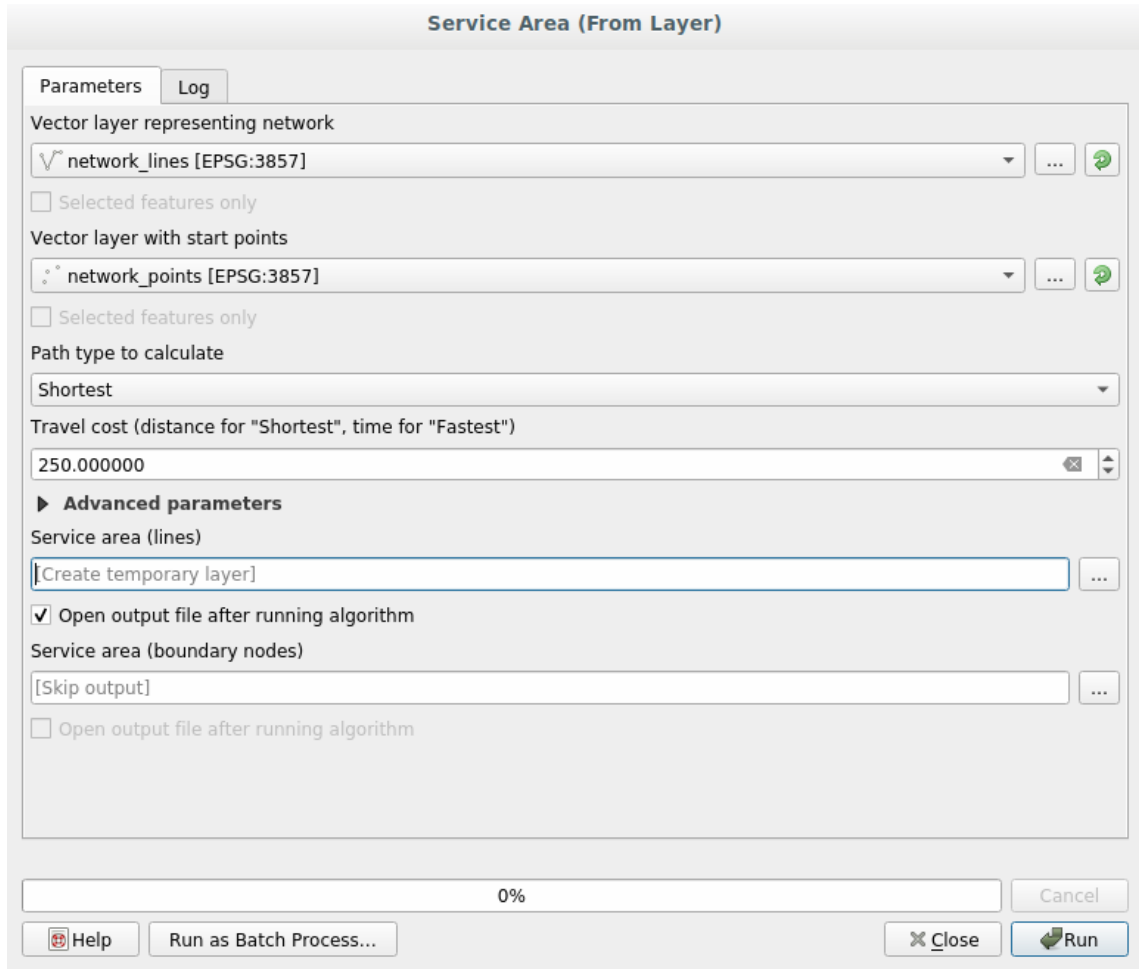 Service Area (From Layer)
Parameters
Log
Vector layer representing network
network_lines [EPSG:3857]
...
Selected features only
Vector layer with start points
network_points [EPSG:3857]
...
Selected features only
Path type to calculate
Shortest
Travel cost (distance for "Shortest", time for "Fastest")
250.000000
Advanced parameters
Service area (lines)
[Create temporary layer]
...
Open output file after running algorithm
Service area (boundary nodes)
[Skip output]
...
Open output file after running algorithm
0%
Cancel
Help
Run as Batch Process...
Close
Run